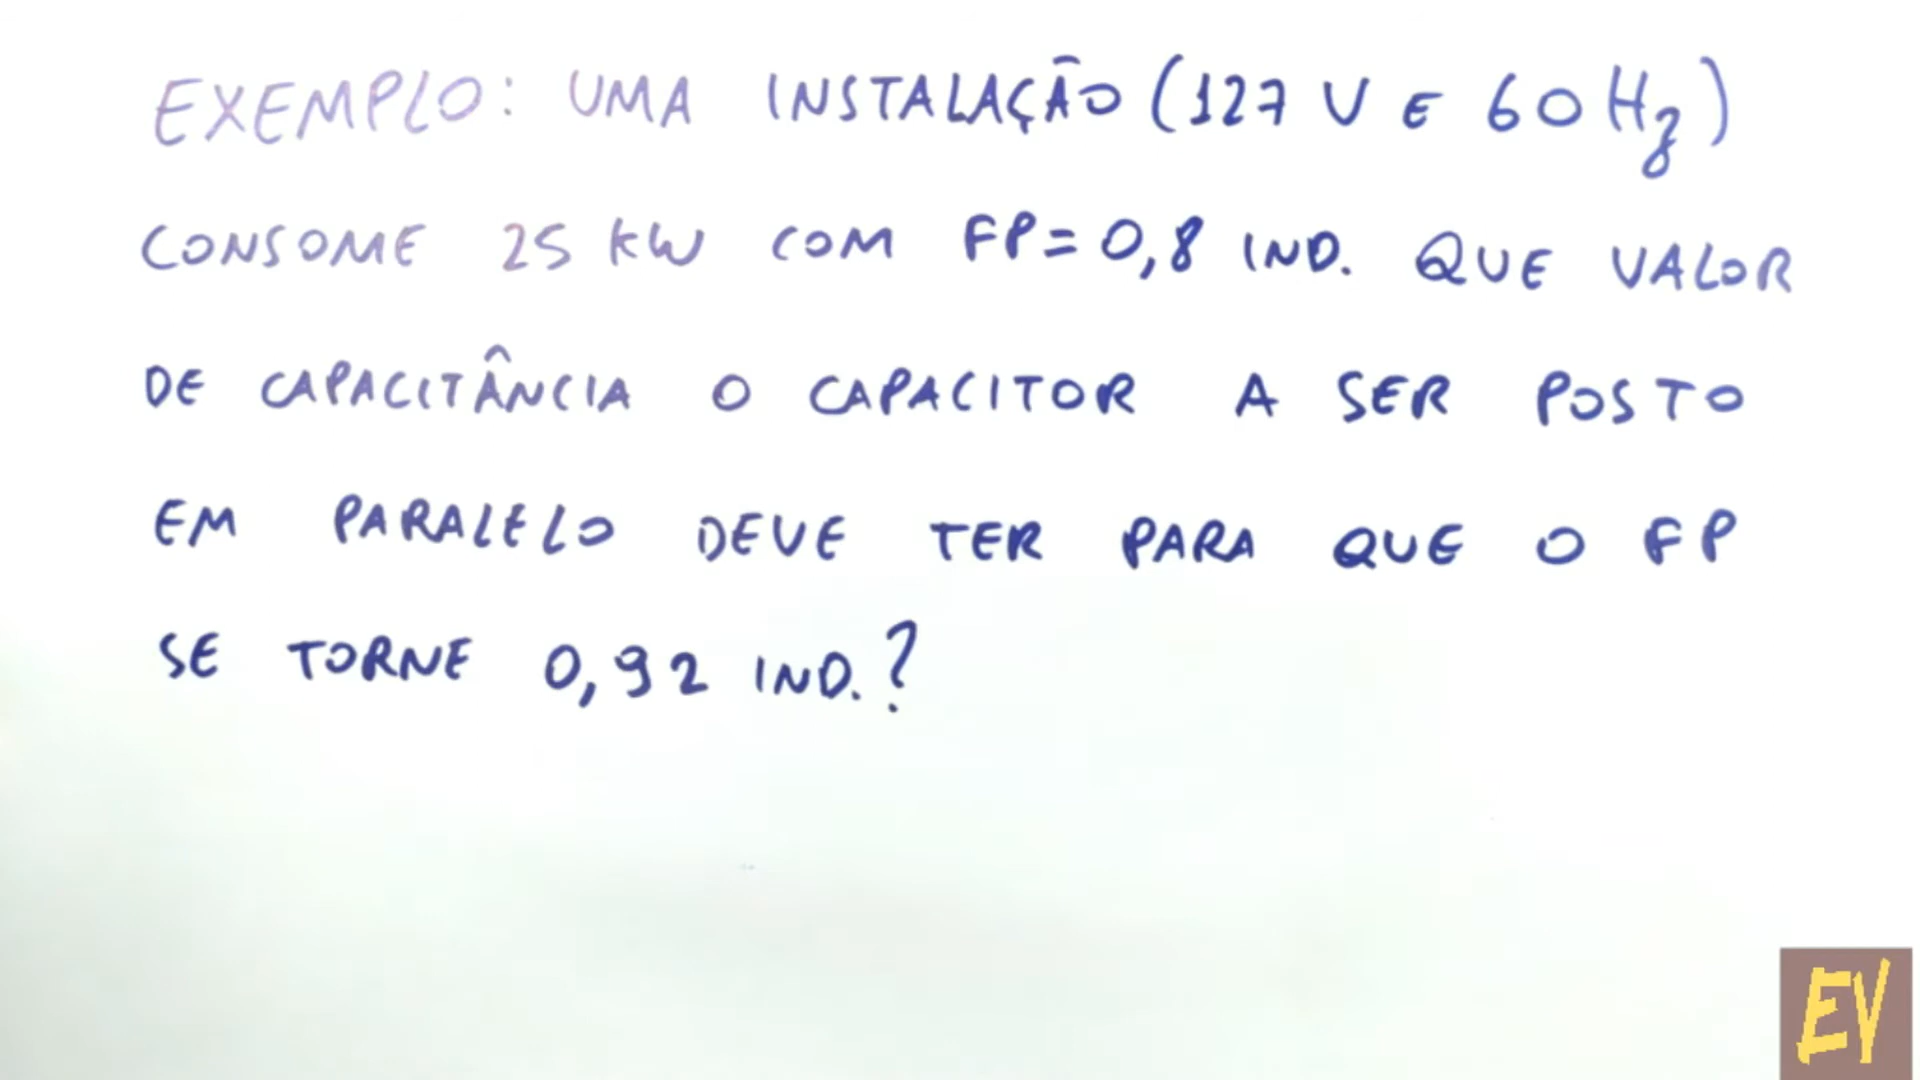 EXEMPLO: UMA INSTALAÇÃO (127 V E 60 Hz)
CONSOME 25 KW COM FP=0,8 IND. QUE VALOR
DE CAPACITÂNCIA O CAPACITOR A SER POSTO
EM PARALELO DEVE TER PARA QUE O FP
SE TORNE 0,92 IND.?
EV